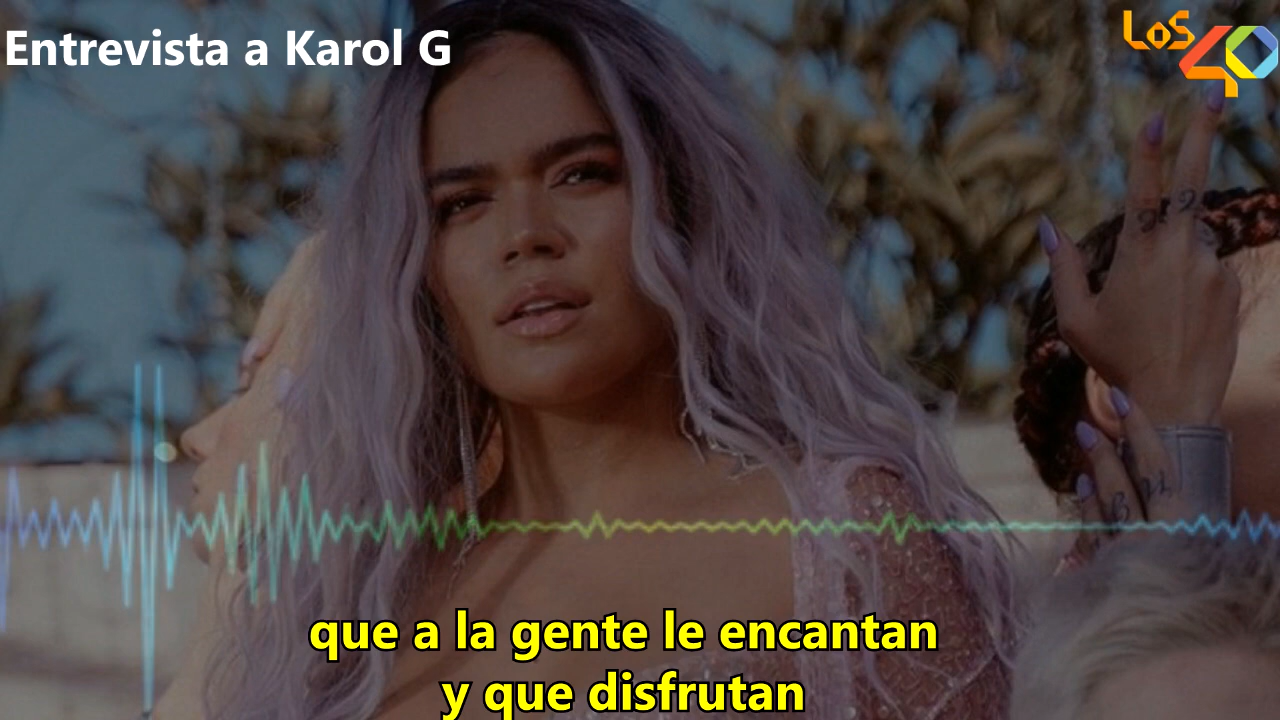 Entrevista a Karol G
LOS
40
que a la gente le encantan
y que disfrutan